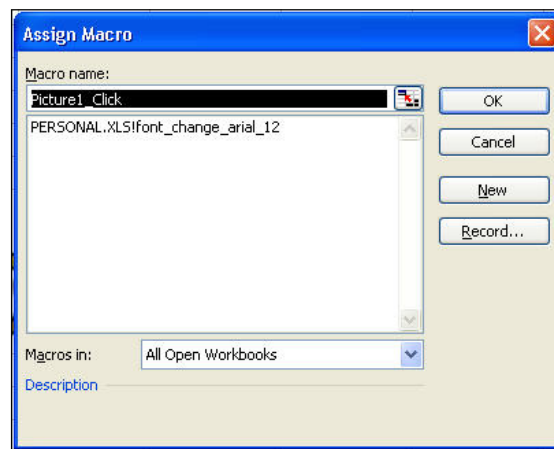 Assign Macro
Macro name:
Picture1_Click
OK
PERSONAL.XLS!font_change_arial_12
Cancel
New
Record...
Macros in:
All Open Workbooks
Description